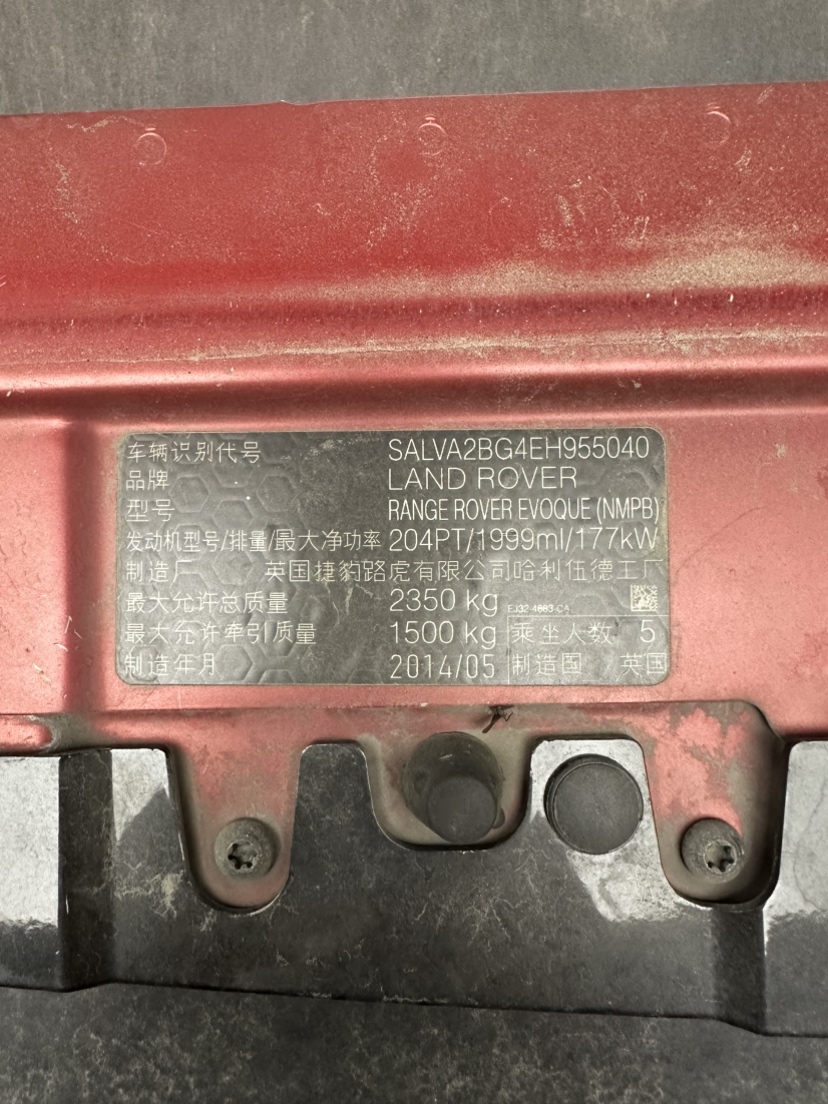 车辆识别代号 SALVA2BG4EH955040
品牌 LAND ROVER
型号 RANGE ROVER EVOQUE (NMPB)
发动机型号/排量/最大净功率 204PT/1999ml/177kW
制造厂 英国捷豹路虎有限公司哈利伍德工厂
最大允许总质量 2350 kg EJ32-4863-CA
最大允许牵引质量 1500 kg 乘坐人数 5
制造年月 2014/05 制造国 英国